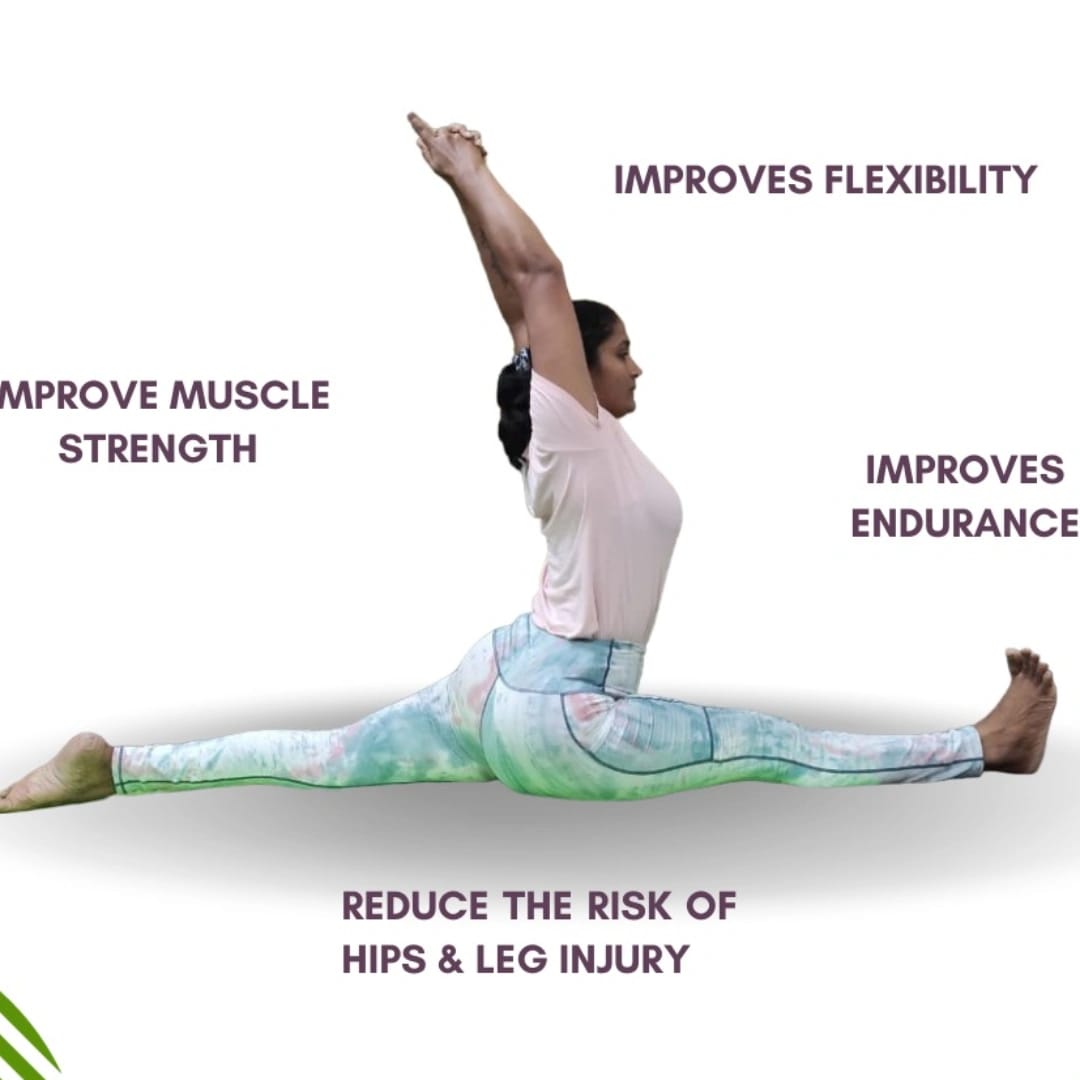 IMPROVES FLEXIBILITY
MPROVE MUSCLE
STRENGTH
IMPROVES
ENDURANCE
REDUCE THE RISK OF
HIPS & LEG INJURY